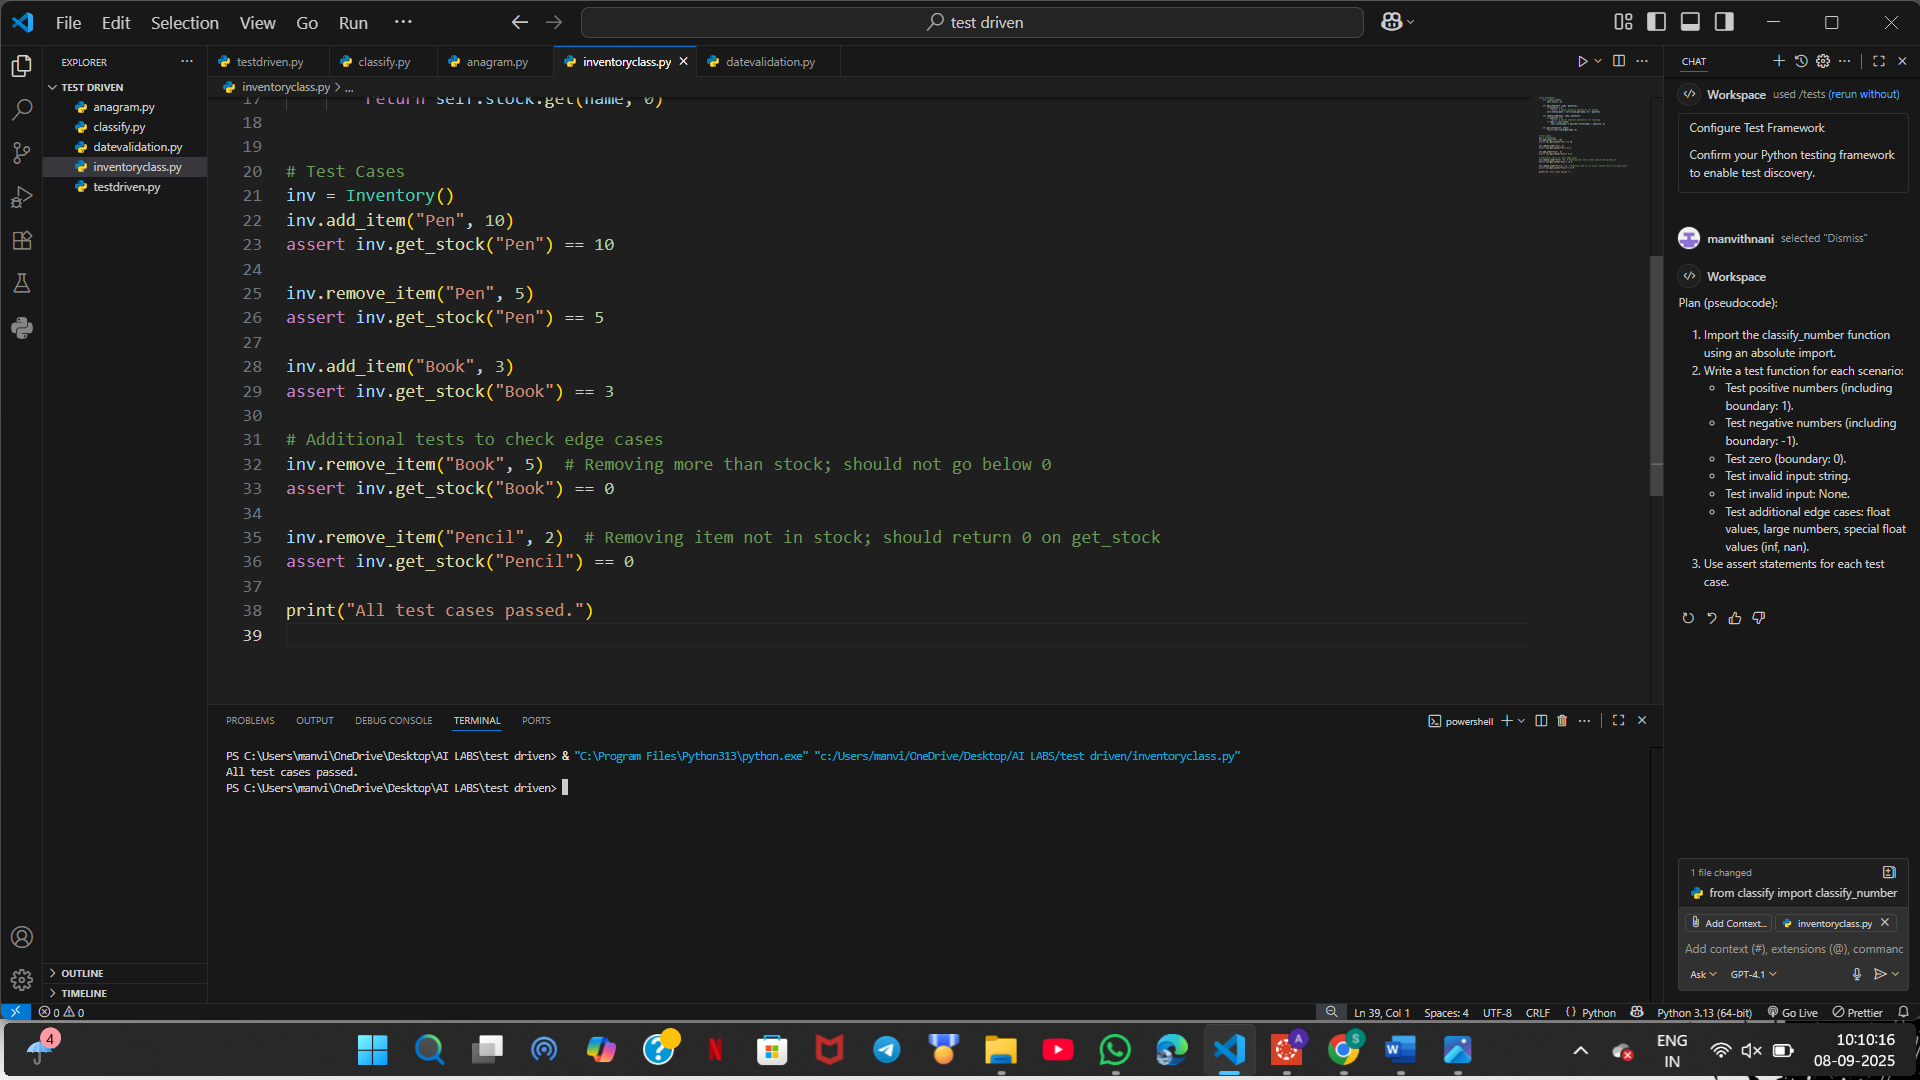 File Edit Selection View Go Run ···
test driven
EXPLORER
TEST DRIVEN
anagram.py
classify.py
datevalidation.py
inventoryclass.py
testdriven.py
OUTLINE
TIMELINE
testdriven.py classify.py anagram.py inventoryclass.py datevalidation.py
inventoryclass.py > ...
17 return self.stock.get(name, 0)
18
19
20 # Test Cases
21 inv = Inventory()
22 inv.add_item("Pen", 10)
23 assert inv.get_stock("Pen") == 10
24
25 inv.remove_item("Pen", 5)
26 assert inv.get_stock("Pen") == 5
27
28 inv.add_item("Book", 3)
29 assert inv.get_stock("Book") == 3
30
31 # Additional tests to check edge cases
32 inv.remove_item("Book", 5)  # Removing more than stock; should not go below 0
33 assert inv.get_stock("Book") == 0
34
35 inv.remove_item("Pencil", 2)  # Removing item not in stock; should return 0 on get_stock
36 assert inv.get_stock("Pencil") == 0
37
38 print("All test cases passed.")
39
PROBLEMS OUTPUT DEBUG CONSOLE TERMINAL PORTS
powershell
PS C:\Users\manvi\OneDrive\Desktop\AI LABS\test driven> & "C:\Program Files\Python313\python.exe" "c:/Users/manvi/OneDrive/Desktop/AI LABS/test driven/inventoryclass.py"
All test cases passed.
PS C:\Users\manvi\OneDrive\Desktop\AI LABS\test driven>
CHAT
Workspace used /tests (rerun without)
Configure Test Framework
Confirm your Python testing framework
to enable test discovery.
manvithnani selected "Dismiss"
Workspace
Plan (pseudocode):
1. Import the classify_number function
using an absolute import.
2. Write a test function for each scenario:
Test positive numbers (including
boundary: 1).
Test negative numbers (including
boundary: -1).
Test zero (boundary: 0).
Test invalid input: string.
Test invalid input: None.
Test additional edge cases: float
values, large numbers, special float
values (inf, nan).
3. Use assert statements for each test
case.
1 file changed
from classify import classify_number
Add Context... inventoryclass.py
Add context (#), extensions (@), commanc
Ask GPT-4.1
0 0
Ln 39, Col 1 Spaces: 4 UTF-8 CRLF {} Python Python 3.13 (64-bit) Go Live Prettier
4
A
S
ENG
IN
10:10:16
08-09-2025